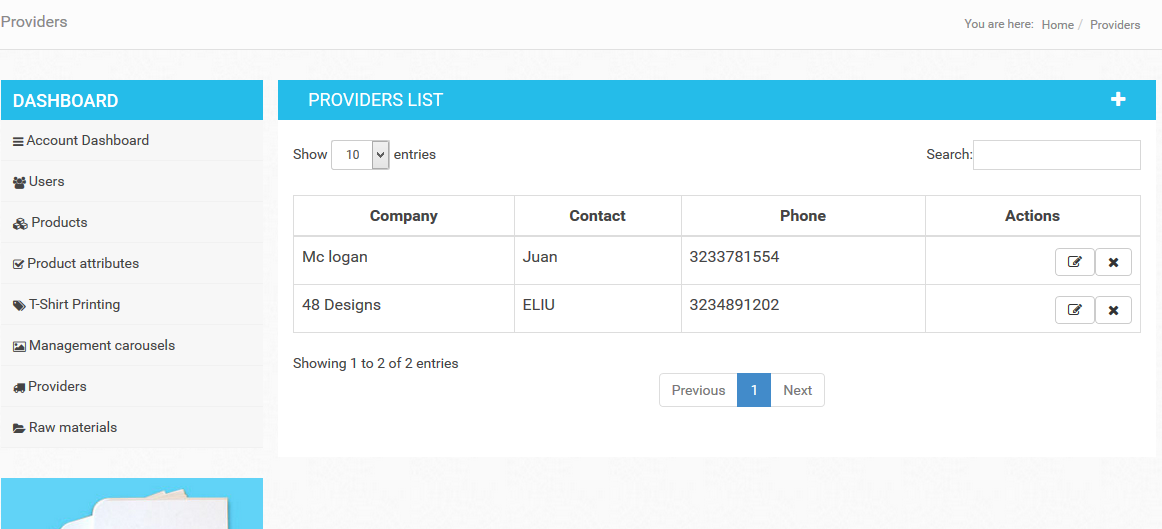 Providers
You are here: Home / Providers
DASHBOARD
Account Dashboard
Users
Products
Product attributes
T-Shirt Printing
Management carousels
Providers
Raw materials
PROVIDERS LIST
Show 10 entries
Search:
Company Contact Phone Actions
Mc logan Juan 3233781554
48 Designs ELIU 3234891202
Showing 1 to 2 of 2 entries
Previous 1 Next